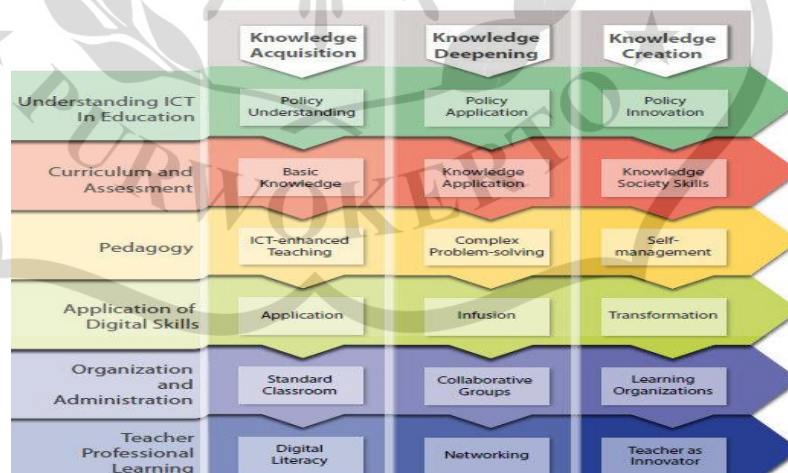 Knowledge
Acquisition
Knowledge
Deepening
Knowledge
Creation
Understanding ICT
In Education
Policy
Understanding
Policy
Application
Policy
Innovation
Curriculum and
Assessment
Basic
Knowledge
Knowledge
Application
Knowledge
Society Skills
Pedagogy
ICT-enhanced
Teaching
Complex
Problem-solving
Self-
management
Application of
Digital Skills
Application
Infusion
Transformation
Organization
and
Administration
Standard
Classroom
Collaborative
Groups
Learning
Organizations
Teacher
Professional
Learning
Digital
Literacy
Networking
Teacher as
Innovator
PURWOKERTO